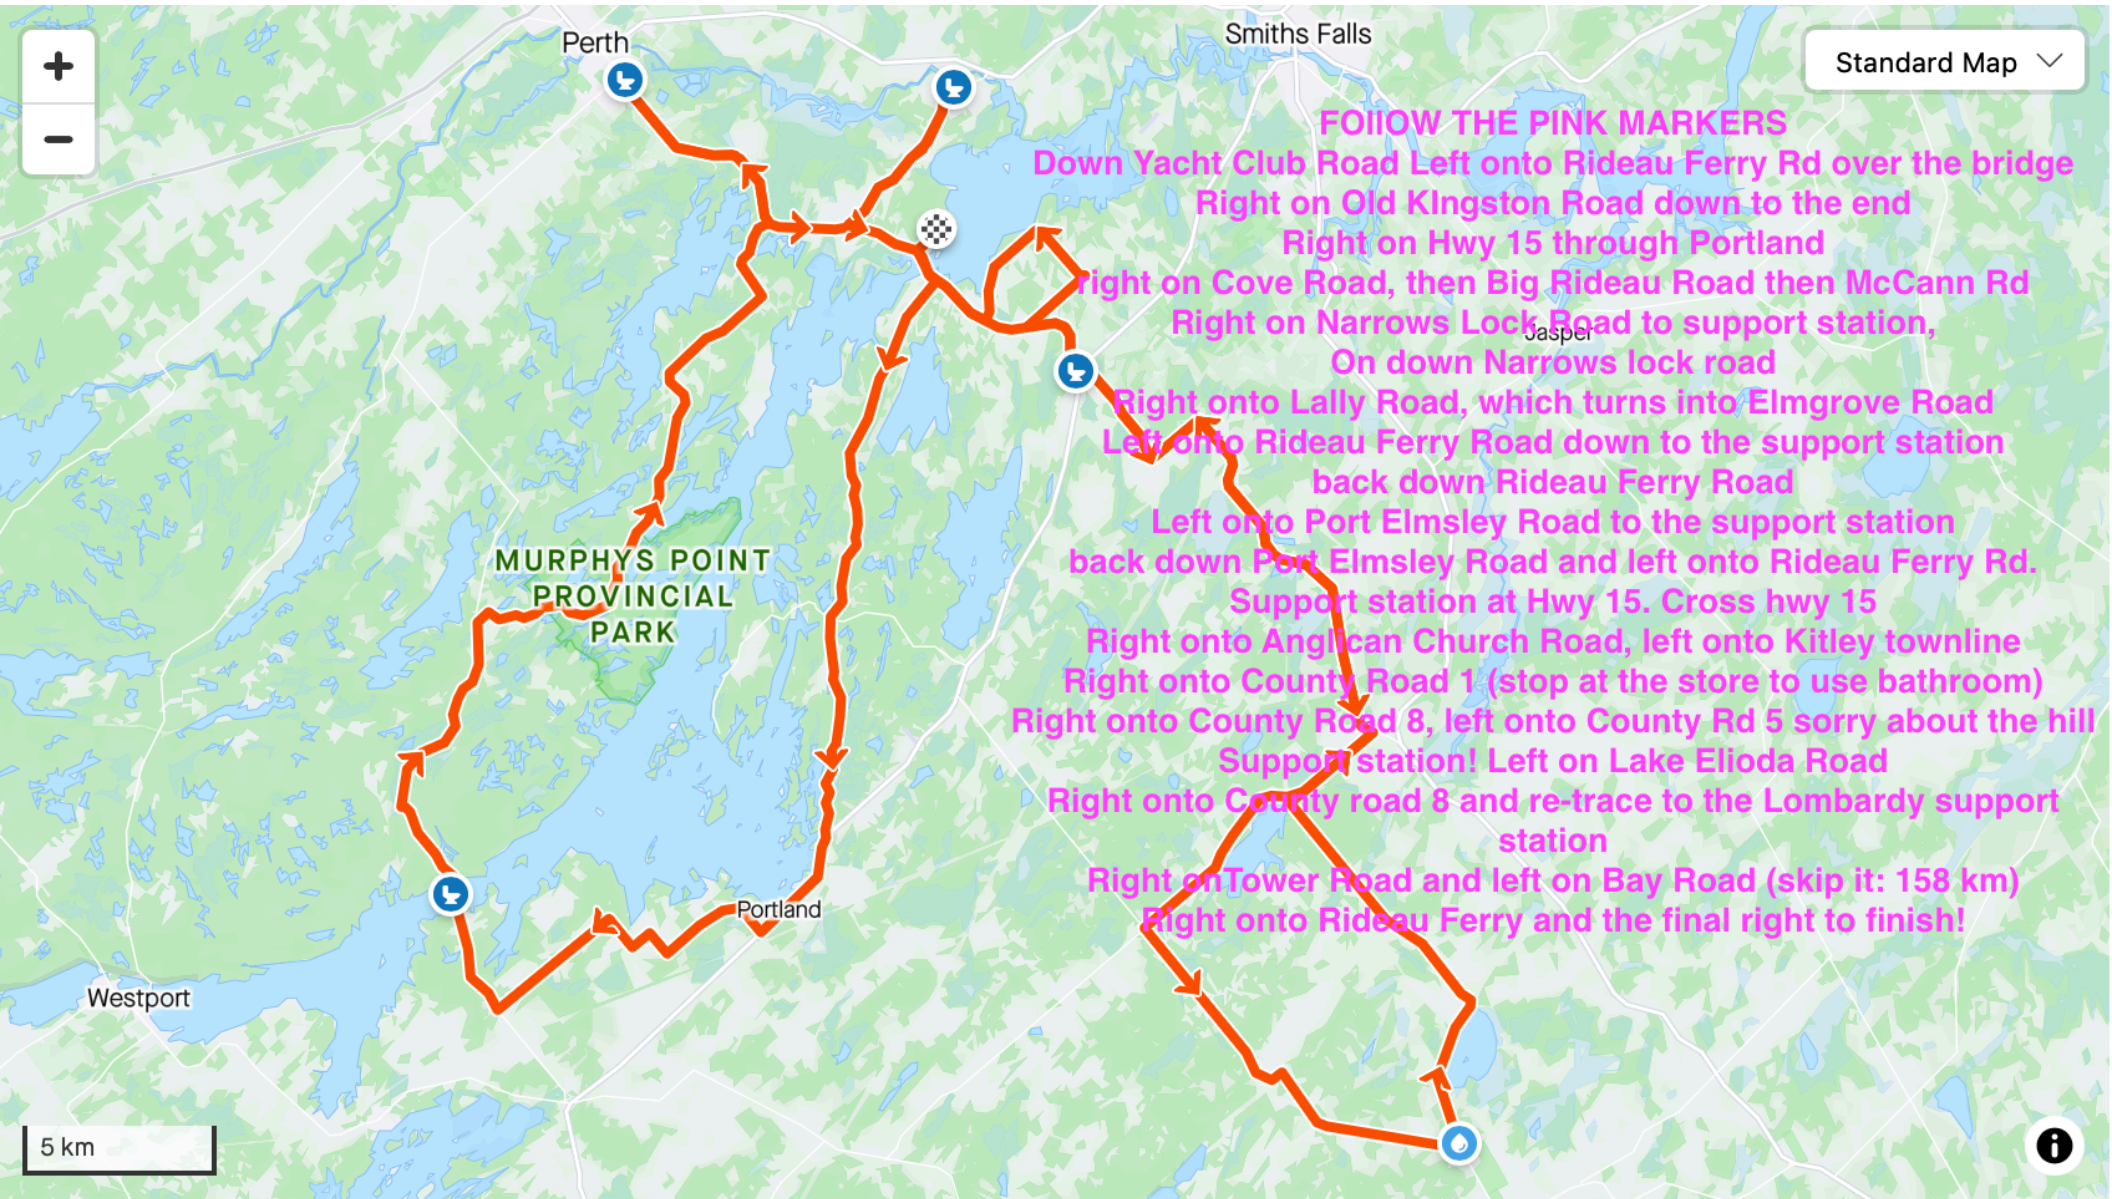 Perth
Smiths Falls
Standard Map
FOllOW THE PINK MARKERS
Down Yacht Club Road Left onto Rideau Ferry Rd over the bridge
Right on Old KIngston Road down to the end
Right on Hwy 15 through Portland
right on Cove Road, then Big Rideau Road then McCann Rd
Right on Narrows Lock Road to support station,
Jasper
On down Narrows lock road
Right onto Lally Road, which turns into Elmgrove Road
Left onto Rideau Ferry Road down to the support station
back down Rideau Ferry Road
Left onto Port Elmsley Road to the support station
back down Port Elmsley Road and left onto Rideau Ferry Rd.
Support station at Hwy 15. Cross hwy 15
Right onto Anglican Church Road, left onto Kitley townline
Right onto County Road 1 (stop at the store to use bathroom)
Right onto County Road 8, left onto County Rd 5 sorry about the hill
Support station! Left on Lake Elioda Road
Right onto County road 8 and re-trace to the Lombardy support
station
Right onTower Road and left on Bay Road (skip it: 158 km)
Right onto Rideau Ferry and the final right to finish!
MURPHYS POINT
PROVINCIAL
PARK
Portland
Westport
5 km